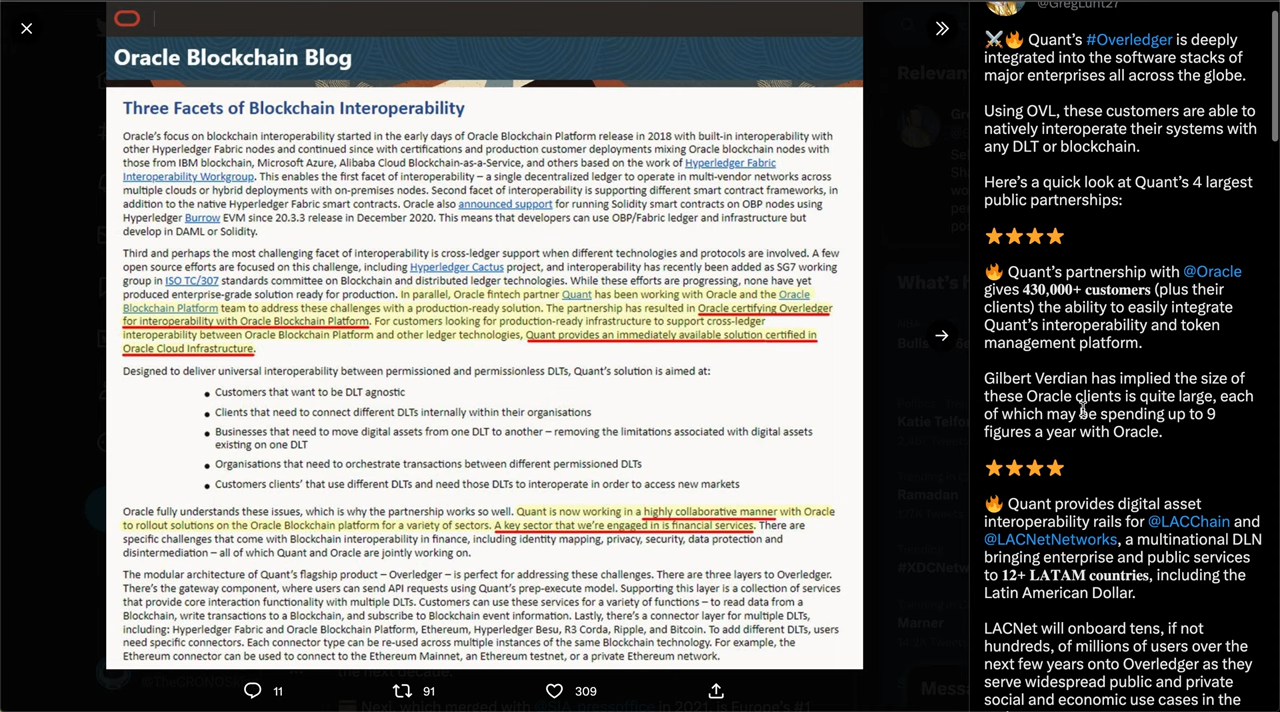 Oracle Blockchain Blog
Three Facets of Blockchain Interoperability
Oracle's focus on blockchain interoperability started in the early days of Oracle Blockchain Platform release in 2018 with built-in interoperability with
other Hyperledger Fabric nodes and continued since with certifications and production customer deployments mixing Oracle blockchain nodes with
those from IBM blockchain, Microsoft Azure, Alibaba Cloud Blockchain-as-a-Service, and others based on the work of Hyperledger Fabric
Interoperability Workgroup. This enables the first facet of interoperability – a single decentralized ledger to operate in multi-vendor networks across
multiple clouds or hybrid deployments with on-premises nodes. Second facet of interoperability is supporting different smart contract frameworks, in
addition to the native Hyperledger Fabric smart contracts. Oracle also announced support for running Solidity smart contracts on OBP nodes using
Hyperledger Burrow EVM since 20.3.3 release in December 2020. This means that developers can use OBP/Fabric ledger and infrastructure but
develop in DAML or Solidity.
Third and perhaps the most challenging facet of interoperability is cross-ledger support when different technologies and protocols are involved. A few
open source efforts are focused on this challenge, including Hyperledger Cactus project, and interoperability has recently been added as SG7 working
group in ISO TC/307 standards committee on Blockchain and distributed ledger technologies. While these efforts are progressing, none have yet
produced enterprise-grade solution ready for production. In parallel, Oracle fintech partner Quant has been working with Oracle and the Oracle
Blockchain Platform team to address these challenges with a production-ready solution. The partnership has resulted in Oracle certifying Overledger
for interoperability with Oracle Blockchain Platform. For customers looking for production-ready infrastructure to support cross-ledger
interoperability between Oracle Blockchain Platform and other ledger technologies, Quant provides an immediately available solution certified in
Oracle Cloud Infrastructure.
Designed to deliver universal interoperability between permissioned and permissionless DLTs, Quant's solution is aimed at:
● Customers that want to be DLT agnostic
● Clients that need to connect different DLTs internally within their organisations
● Businesses that need to move digital assets from one DLT to another – removing the limitations associated with digital assets
existing on one DLT
● Organisations that need to orchestrate transactions between different permissioned DLTs
● Customers clients' that use different DLTs and need those DLTs to interoperate in order to access new markets
Oracle fully understands these issues, which is why the partnership works so well. Quant is now working in a highly collaborative manner with Oracle
to rollout solutions on the Oracle Blockchain platform for a variety of sectors. A key sector that we're engaged in is financial services. There are
specific challenges that come with Blockchain interoperability in finance, including identity mapping, privacy, security, data protection and
disintermediation – all of which Quant and Oracle are jointly working on.
The modular architecture of Quant's flagship product – Overledger – is perfect for addressing these challenges. There are three layers to Overledger.
There's the gateway component, where users can send API requests using Quant's prep-execute model. Supporting this layer is a collection of services
that provide core interaction functionality with multiple DLTs. Customers can use these services for a variety of functions – to read data from a
Blockchain, write transactions to a Blockchain, and subscribe to Blockchain event information. Lastly, there's a connector layer for multiple DLTs,
including: Hyperledger Fabric and Oracle Blockchain Platform, Ethereum, Hyperledger Besu, R3 Corda, Ripple, and Bitcoin. To add different DLTs, users
need specific connectors. Each connector type can be re-used across multiple instances of the same Blockchain technology. For example, the
Ethereum connector can be used to connect to the Ethereum Mainnet, an Ethereum testnet, or a private Ethereum network.
11 91 309
@GregLunt27
⚔️🔥 Quant's #Overledger is deeply
integrated into the software stacks of
major enterprises all across the globe.
Using OVL, these customers are able to
natively interoperate their systems with
any DLT or blockchain.
Here's a quick look at Quant's 4 largest
public partnerships:
⭐⭐⭐⭐
🔥 Quant's partnership with @Oracle
gives 430,000+ customers (plus their
clients) the ability to easily integrate
Quant's interoperability and token
management platform.
Gilbert Verdian has implied the size of
these Oracle clients is quite large, each
of which may be spending up to 9
figures a year with Oracle.
⭐⭐⭐⭐
🔥 Quant provides digital asset
interoperability rails for @LACChain and
@LACNetNetworks, a multinational DLN
bringing enterprise and public services
to 12+ LATAM countries, including the
Latin American Dollar.
LACNet will onboard tens, if not
hundreds, of millions of users over the
next few years onto Overledger as they
serve widespread public and private
social and economic use cases in the